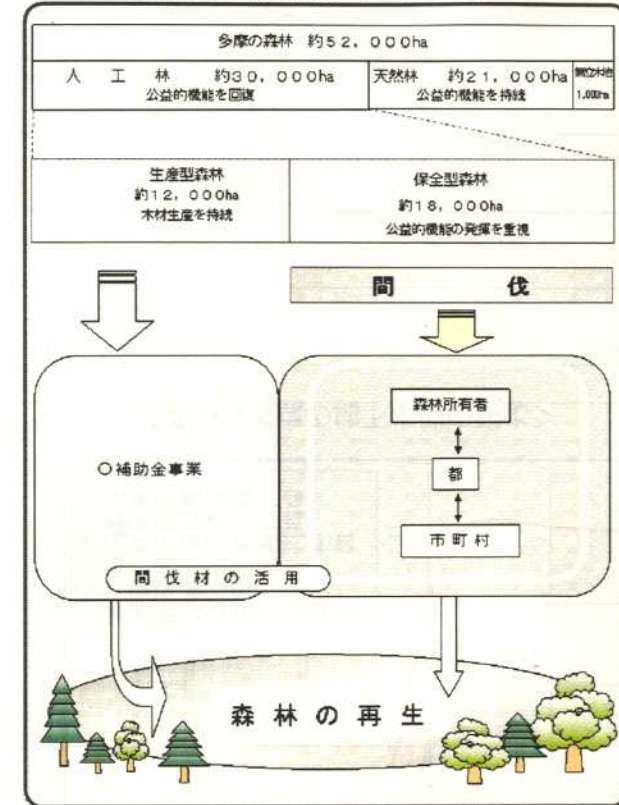 多摩の森林 約52,000ha
人工林 約30,000ha
公益的機能を回復
天然林 約21,000ha
公益的機能を持続
1,000ha
生産型森林
約12,000ha
木材生産を持続
保全型森林
約18,000ha
公益的機能の発揮を重視
間伐
森林所有者
○補助金事業
都
市町村
間伐材の活用
森林の再生